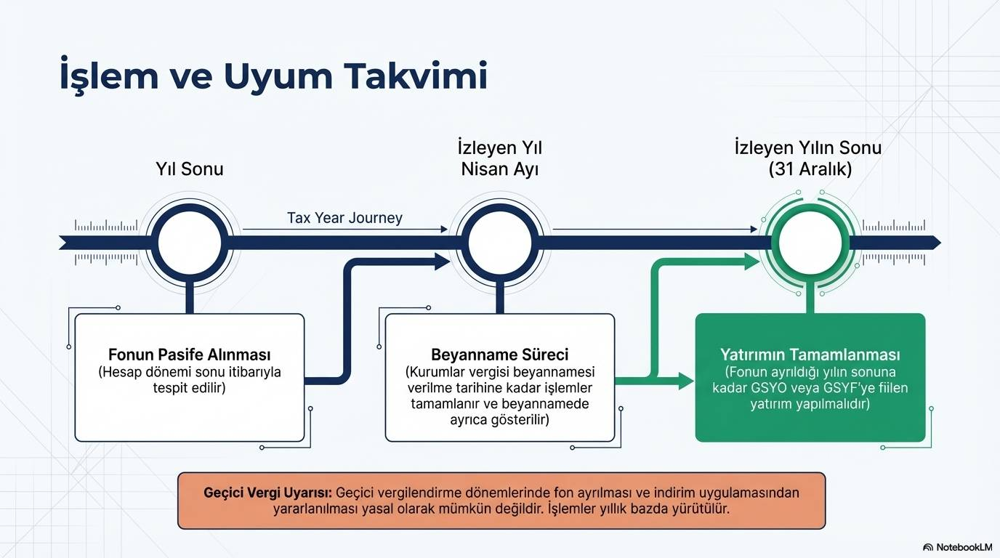 İşlem ve Uyum Takvimi
Yıl Sonu
İzleyen Yıl
Nisan Ayı
İzleyen Yılın Sonu
(31 Aralık)
Tax Year Journey
Fonun Pasife Alınması
(Hesap dönemi sonu itibarıyla
tespit edilir)
Beyanname Süreci
(Kurumlar vergisi beyannamesi
verilme tarihine kadar işlemler
tamamlanır ve beyannamede
ayrıca gösterilir)
Yatırımın Tamamlanması
(Fonun ayrıldığı yılın sonuna
kadar GSYO veya GSYF'ye fiilen
yatırım yapılmalıdır)
Geçici Vergi Uyarısı: Geçici vergilendirme dönemlerinde fon ayrılması ve indirim uygulamasından
yararlanılması yasal olarak mümkün değildir. İşlemler yıllık bazda yürütülür.
NotebookLM